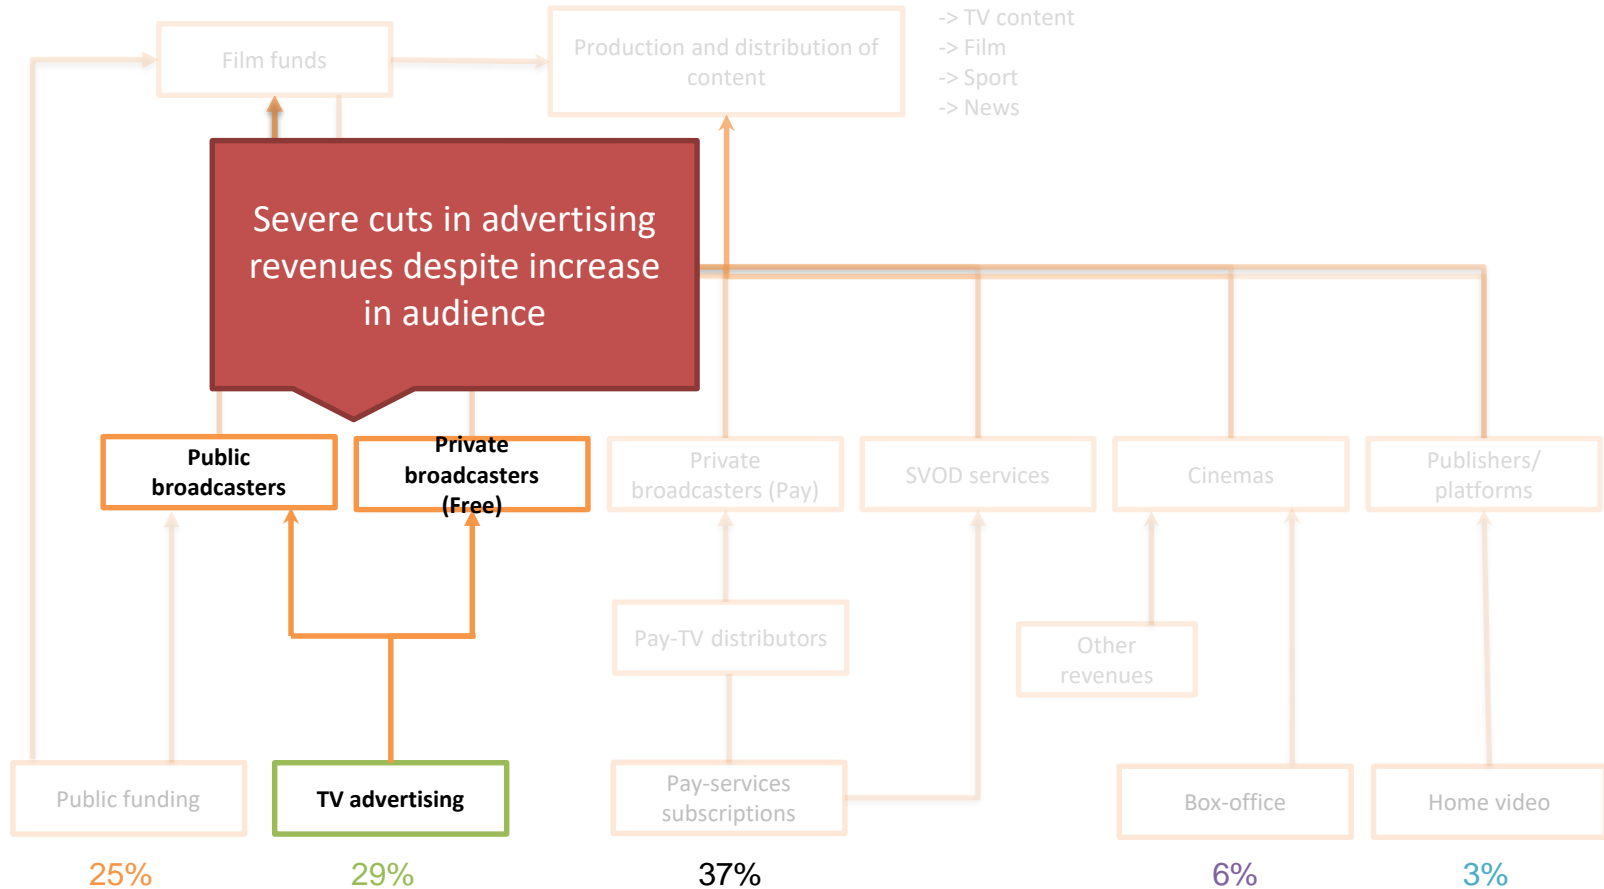 -> TV content
-> Film
-> Sport
-> News
Film funds
Production and distribution of
content
Severe cuts in advertising
revenues despite increase
in audience
Public
broadcasters
Private
broadcasters
(Free)
Private
broadcasters (Pay)
SVOD services
Cinemas
Publishers/
platforms
Pay-TV distributors
Other
revenues
Public funding
TV advertising
Pay-services
subscriptions
Box-office
Home video
25%
29%
37%
6%
3%